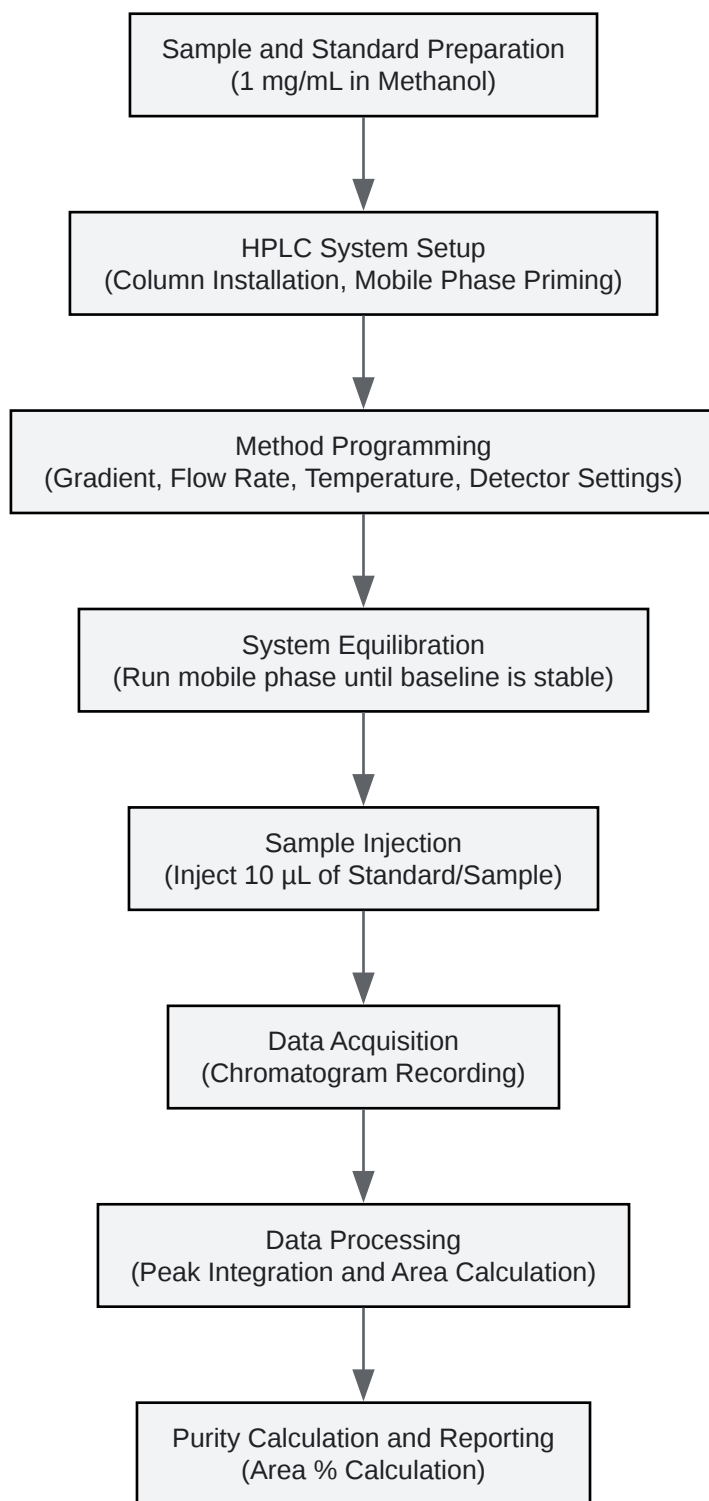 Sample and Standard Preparation
(1 mg/mL in Methanol)
HPLC System Setup
(Column Installation, Mobile Phase Priming)
Method Programming
(Gradient, Flow Rate, Temperature, Detector Settings)
System Equilibration
(Run mobile phase until baseline is stable)
Sample Injection
(Inject 10 µL of Standard/Sample)
Data Acquisition
(Chromatogram Recording)
Data Processing
(Peak Integration and Area Calculation)
Purity Calculation and Reporting
(Area % Calculation)